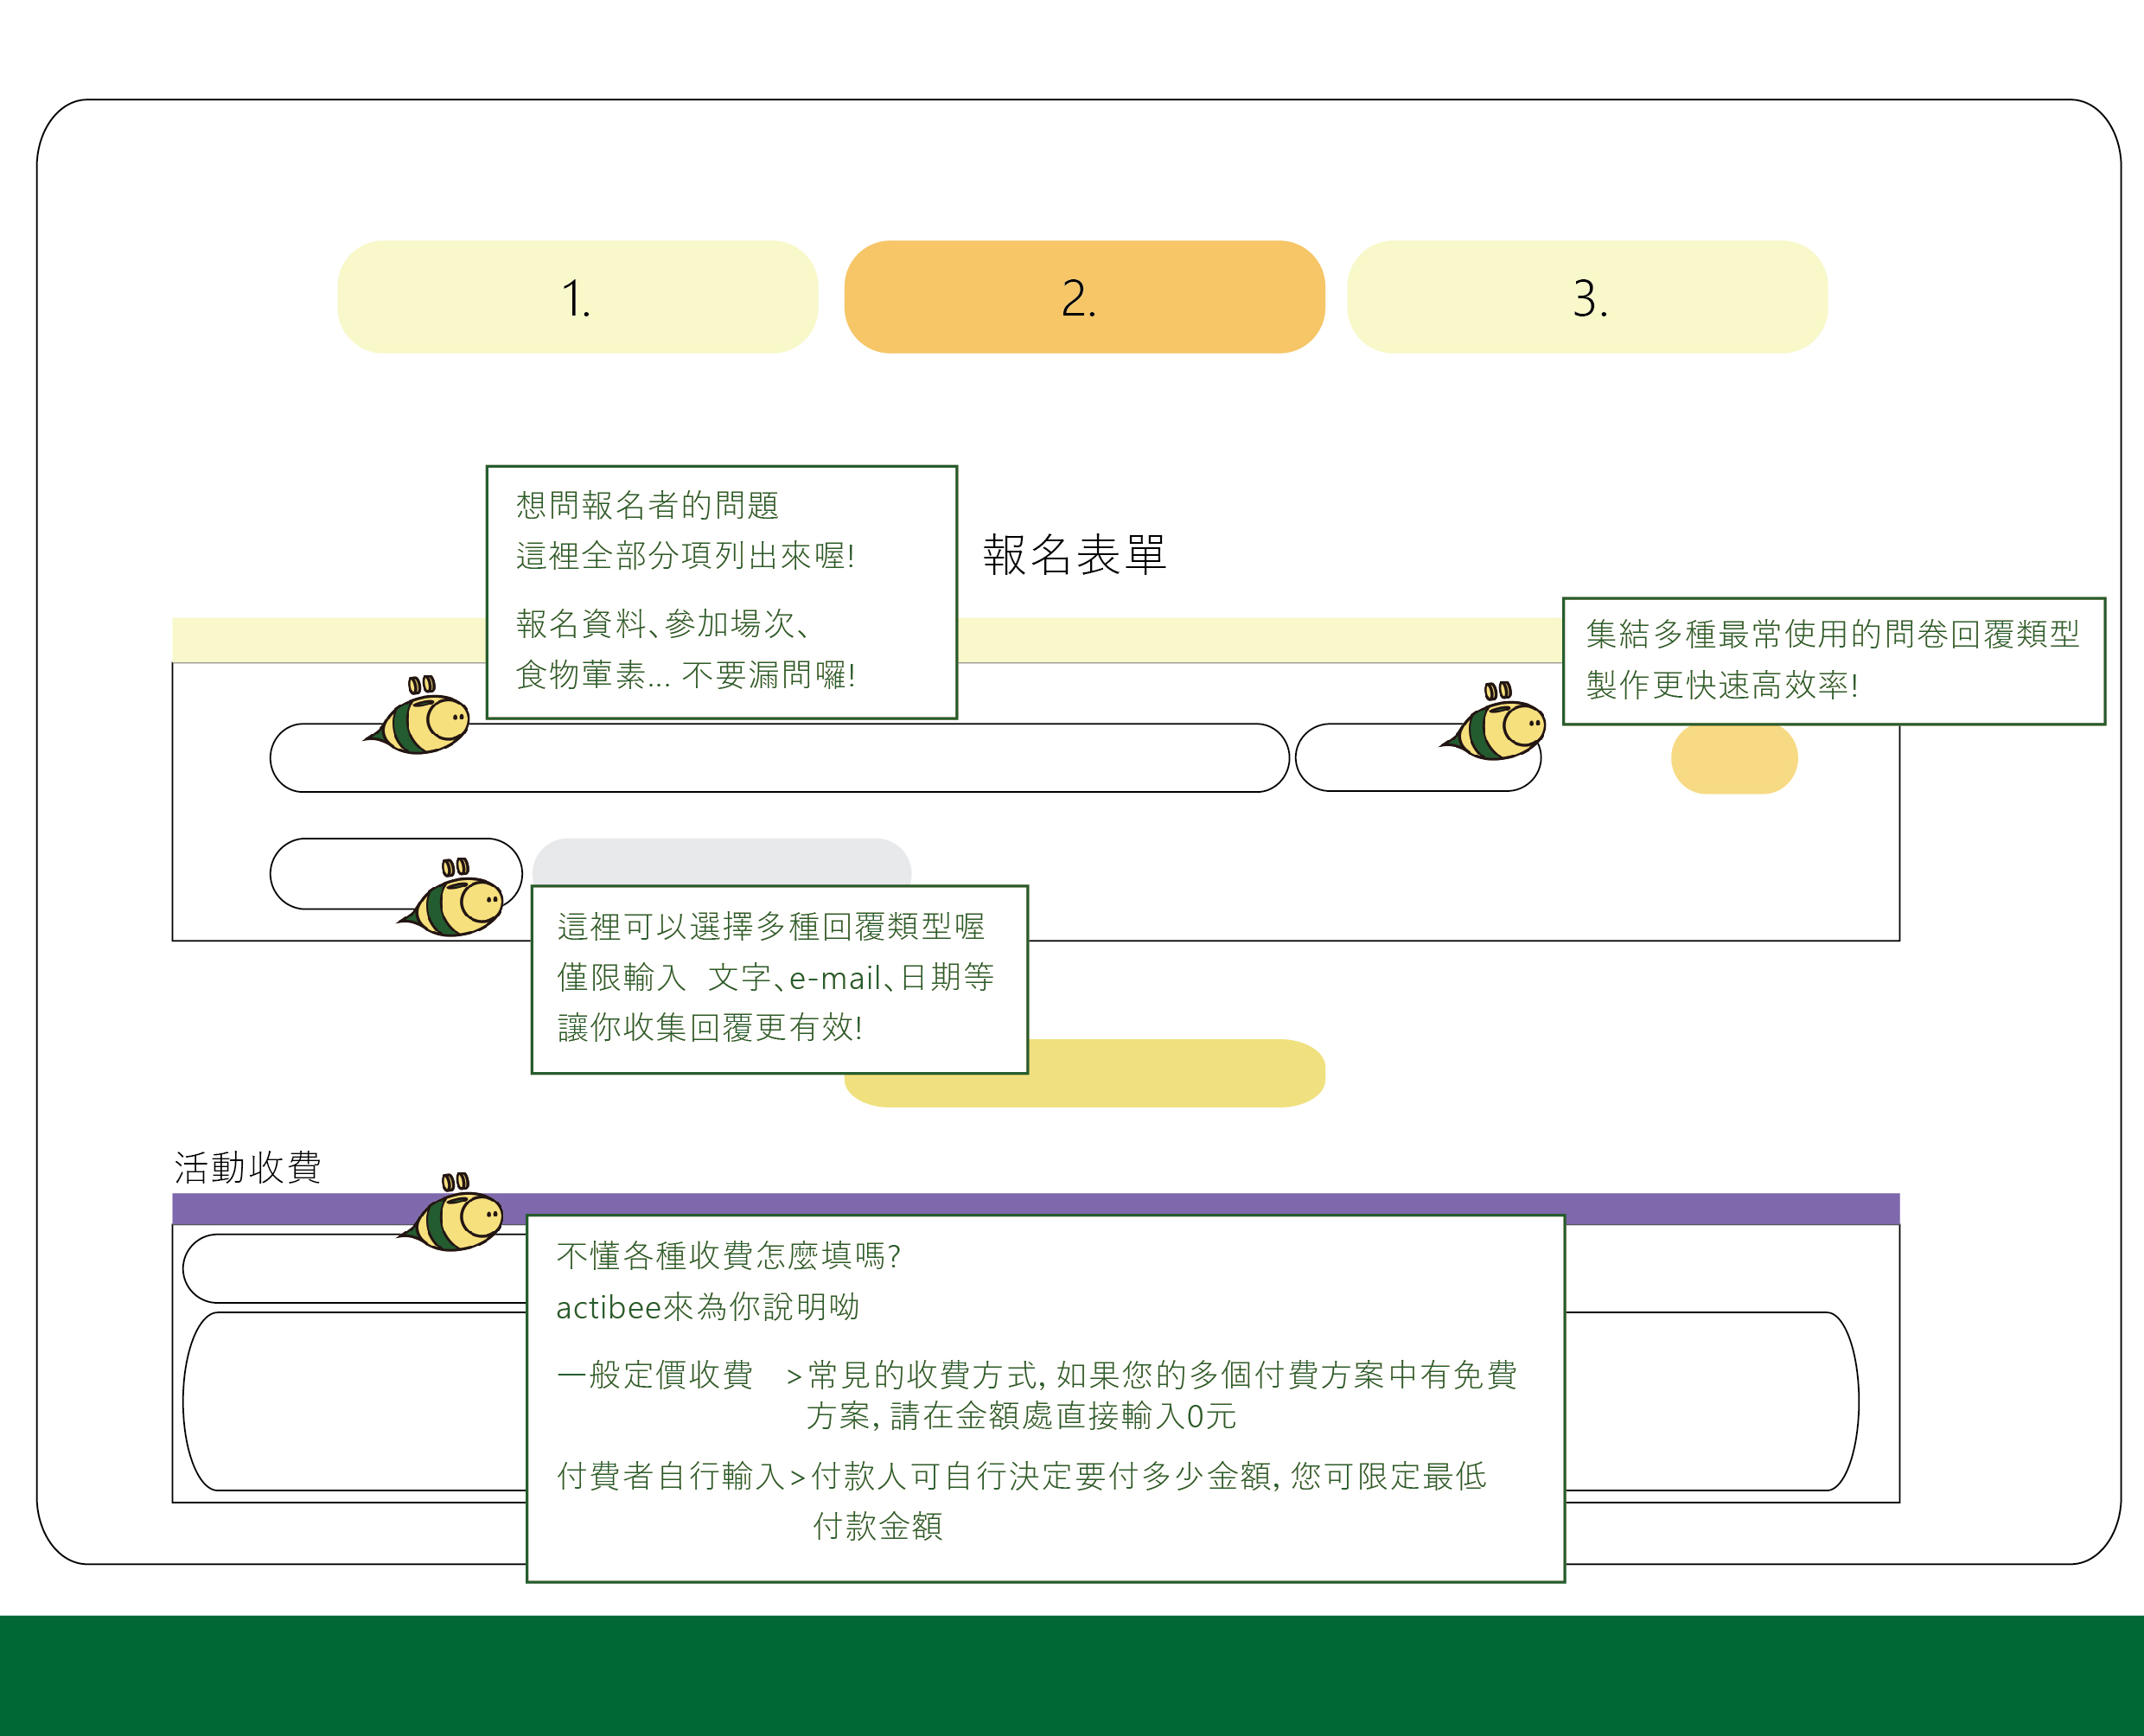 1.
2.
3.
想問報名者的問題
這裡全部分項列出來喔!
報名資料、參加場次、
食物葷素... 不要漏問囉!
報名表單
集結多種最常使用的問卷回覆類型
製作更快速高效率!
這裡可以選擇多種回覆類型喔
僅限輸入 文字、e-mail、日期等
讓你收集回覆更有效!
活動收費
不懂各種收費怎麼填嗎?
actibee來為你說明呦
一般定價收費 >常見的收費方式, 如果您的多個付費方案中有免費
方案, 請在金額處直接輸入0元
付費者自行輸入>付款人可自行決定要付多少金額, 您可限定最低
付款金額